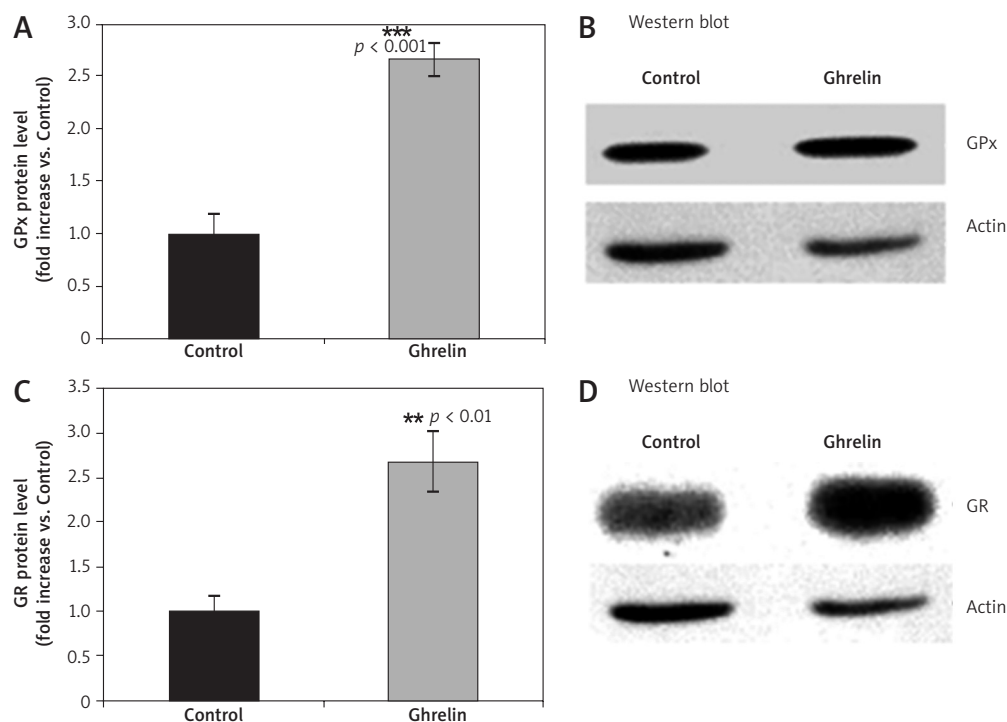 A
GPx protein level
(fold increase vs. Control)
3.0
2.5
2.0
1.5
1.0
0.5
0
***
p < 0.001
Control Ghrelin
B Western blot
Control Ghrelin
GPx
Actin
C
GR protein level
(fold increase vs. Control)
3.5
3.0
2.5
2.0
1.5
1.0
0.5
0
** p < 0.01
Control Ghrelin
D Western blot
Control Ghrelin
GR
Actin